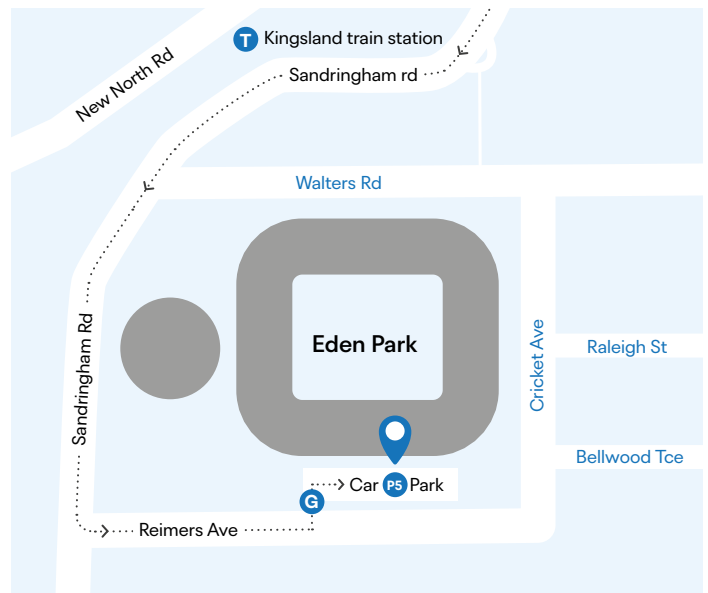 T Kingsland train station
New North Rd
Sandringham rd
Walters Rd
Eden Park
Sandringham Rd
Cricket Ave
Raleigh St
Bellwood Tce
Car P5 Park
G
Reimers Ave